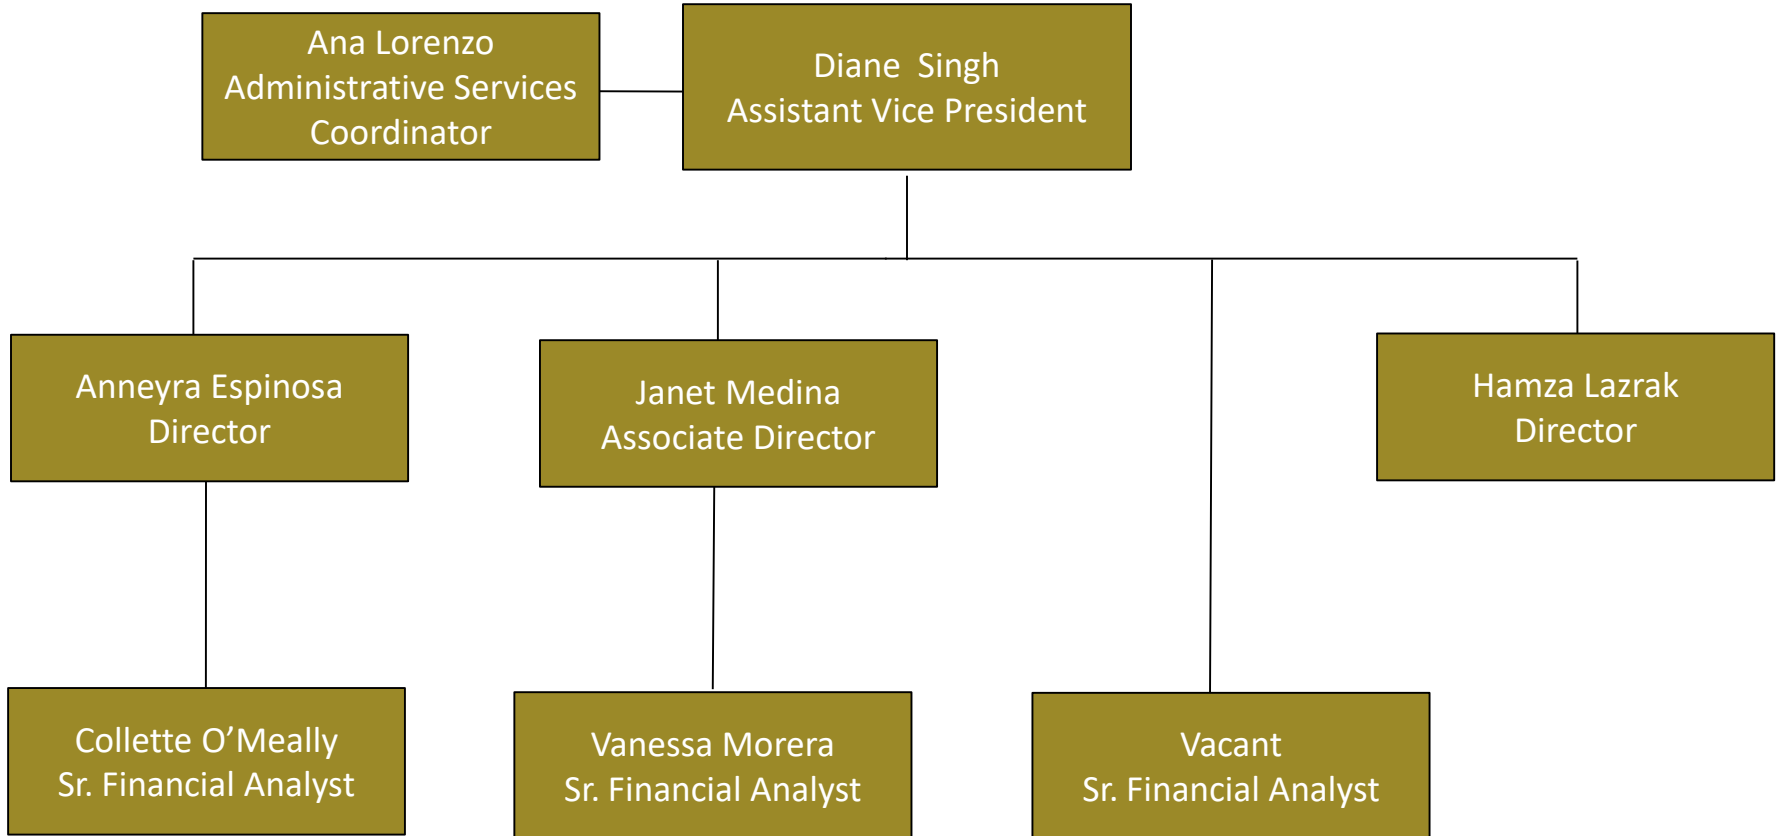 Ana Lorenzo
Administrative Services
Coordinator
Diane  Singh
Assistant Vice President
Anneyra Espinosa
Director
Janet Medina
Associate Director
Hamza Lazrak
Director
Collette O’Meally
Sr. Financial Analyst
Vanessa Morera
Sr. Financial Analyst
Vacant
Sr. Financial Analyst